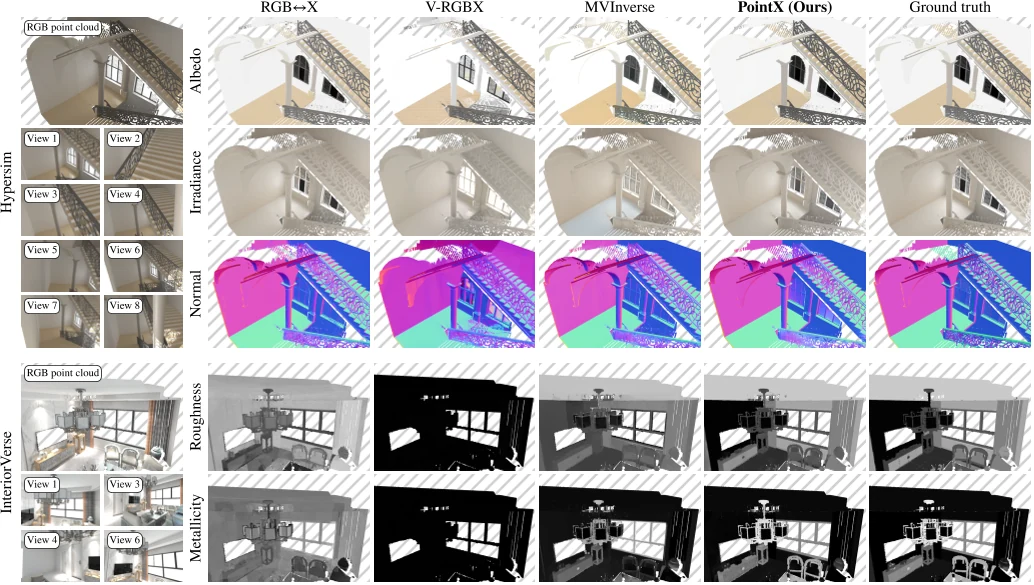 RGB↔X V-RGBX MVInverse PointX (Ours) Ground truth
Hypersim
RGB point cloud
View 1 View 2
View 3 View 4
View 5 View 6
View 7 View 8
Albedo
Irradiance
Normal
InteriorVerse
RGB point cloud
View 1 View 3
View 4 View 6
Roughness
Metallicity